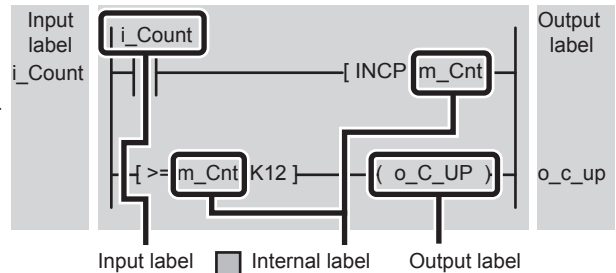 Input label
i_Count
i_Count
[ INCP m_Cnt ]
[ >= m_Cnt K12 ]
( o_C_UP )
Output label
o_c_up
Input label
Internal label
Output label